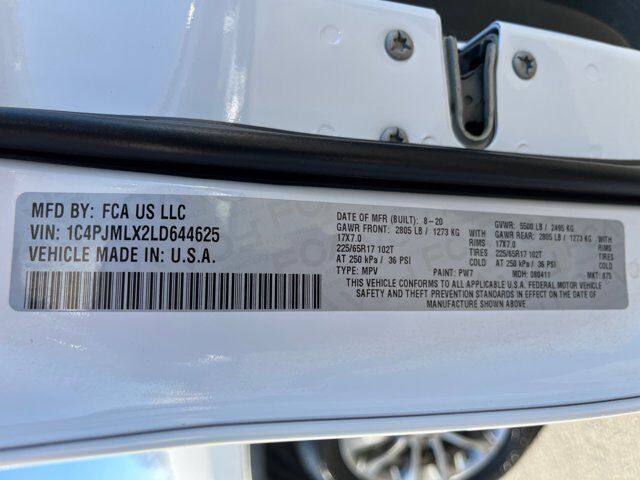 MFD BY: FCA US LLC
VIN: 1C4PJMLX2LD644625
VEHICLE MADE IN: U.S.A.
DATE OF MFR (BUILT): 8-20 GVWR: 5500 LB / 2495 KG
GAWR FRONT: 2805 LB / 1273 KG GAWR REAR: 2805 LB / 1273 KG
17X7.0 RIMS 17X7.0 RIMS
225/65R17 102T TIRES 225/65R17 102T TIRES
AT 250 kPa / 36 PSI COLD AT 250 kPa / 36 PSI COLD
TYPE: MPV PAINT: PW7 MDH: 080411 MKT: 875
THIS VEHICLE CONFORMS TO ALL APPLICABLE U.S.A. FEDERAL MOTOR VEHICLE
SAFETY AND THEFT PREVENTION STANDARDS IN EFFECT ON THE DATE OF
MANUFACTURE SHOWN ABOVE.